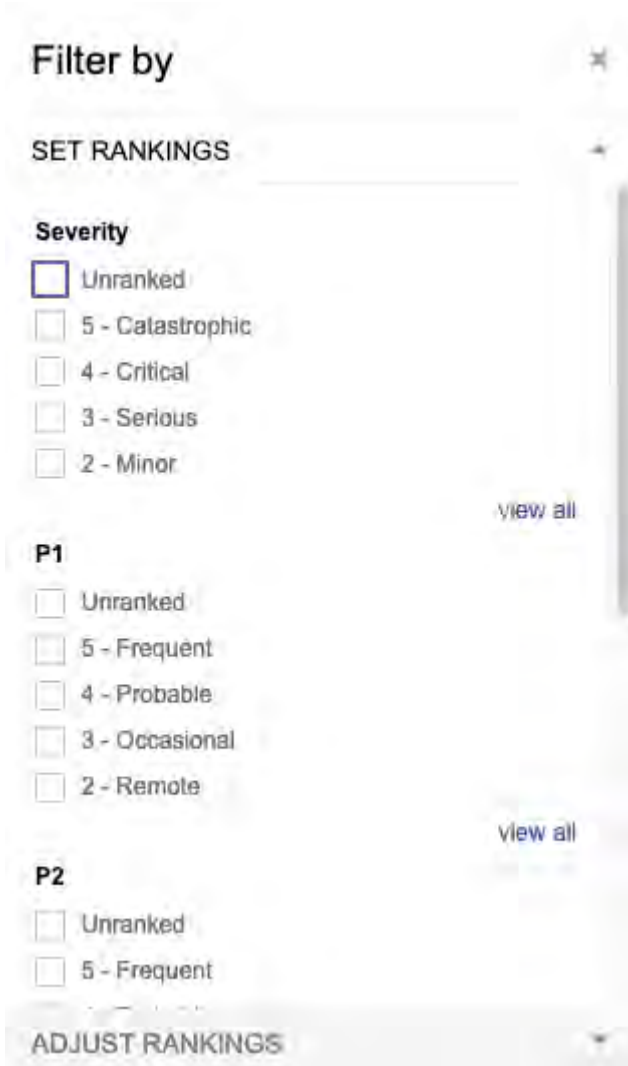 Filter by
SET RANKINGS
Severity
Unranked
5 - Catastrophic
4 - Critical
3 - Serious
2 - Minor
view all
P1
Unranked
5 - Frequent
4 - Probable
3 - Occasional
2 - Remote
view all
P2
Unranked
5 - Frequent
ADJUST RANKINGS